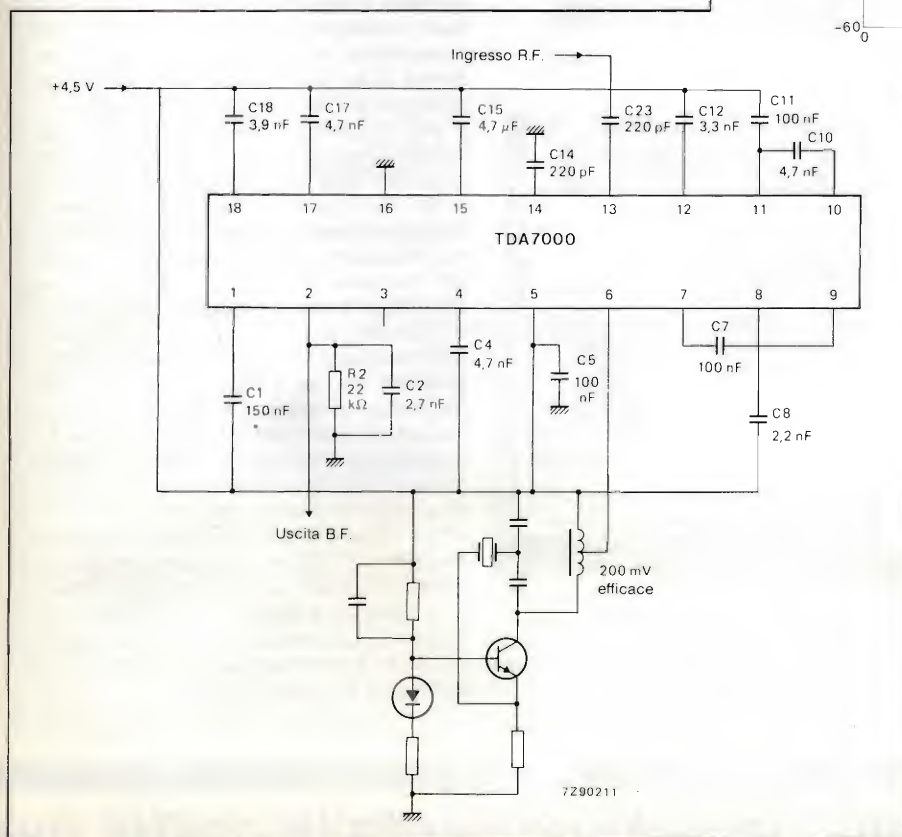 -60
0
Ingresso R.F.
+4,5 V
C18
3,9 nF
C17
4,7 nF
C15
4,7 µF
C14
220 pF
C23
220 pF
C12
3,3 nF
C11
100 nF
C10
4,7 nF
18 17 16 15 14 13 12 11 10
TDA7000
1 2 3 4 5 6 7 8 9
C1
150 nF
R2
22
kΩ
C2
2,7 nF
C4
4,7 nF
C5
100
nF
C7
100 nF
C8
2,2 nF
Uscita B.F.
200 mV
efficace
7Z90211